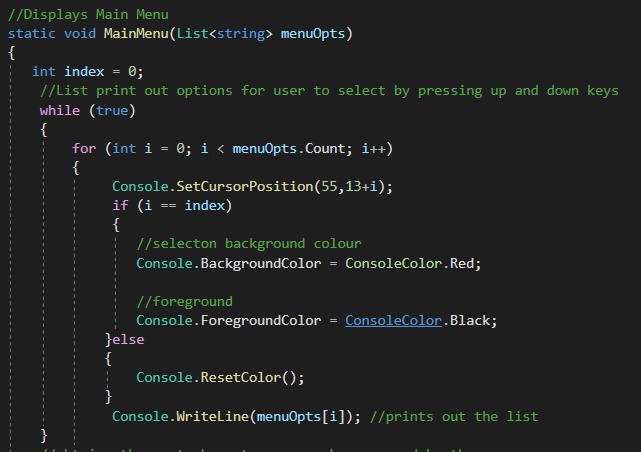 //Displays Main Menu
static void MainMenu(List<string> menuOpts)
{
int index = 0;
//List print out options for user to select by pressing up and down keys
while (true)
{
for (int i = 0; i < menuOpts.Count; i++)
{
Console.SetCursorPosition(55,13+i);
if (i == index)
{
//selecton background colour
Console.BackgroundColor = ConsoleColor.Red;
//foreground
Console.ForegroundColor = ConsoleColor.Black;
}else
{
Console.ResetColor();
}
Console.WriteLine(menuOpts[i]); //prints out the list
}